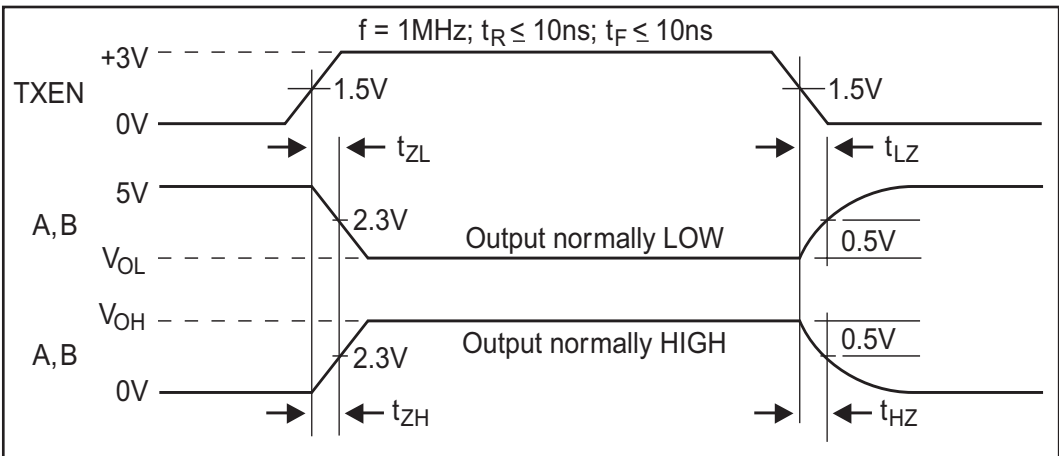 f = 1MHz; tR ≤ 10ns; tF ≤ 10ns
+3V
TXEN
1.5V
1.5V
0V
tZL
tLZ
5V
A,B
2.3V
Output normally LOW
0.5V
VOL
VOH
A,B
2.3V
Output normally HIGH
0.5V
0V
tZH
tHZ